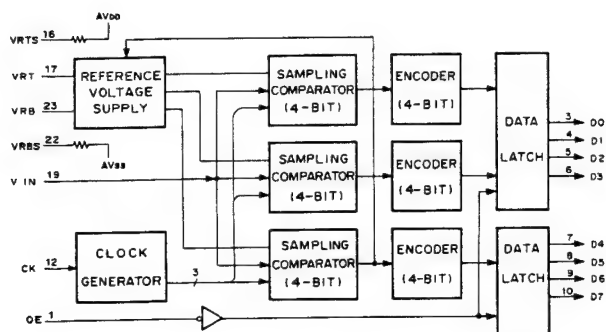 AVDD
VRTS 16
VRT 17
VRB 23
VRBS 22
AVSS
V IN 19
CK 12
OE 1
REFERENCE
VOLTAGE
SUPPLY
CLOCK
GENERATOR
3
SAMPLING
COMPARATOR
(4-BIT)
SAMPLING
COMPARATOR
(4-BIT)
SAMPLING
COMPARATOR
(4-BIT)
ENCODER
(4-BIT)
ENCODER
(4-BIT)
ENCODER
(4-BIT)
DATA
LATCH
3 D0
4 D1
5 D2
6 D3
DATA
LATCH
7 D4
8 D5
9 D6
10 D7